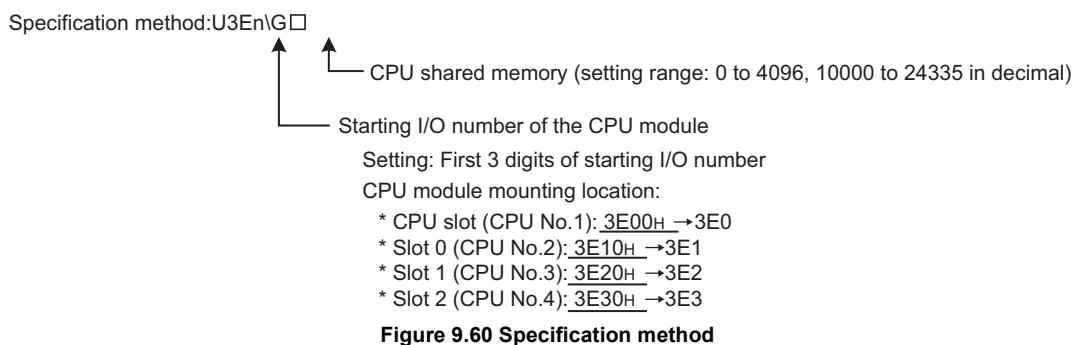 Specification method:U3En\G□
CPU shared memory (setting range: 0 to 4096, 10000 to 24335 in decimal)
Starting I/O number of the CPU module
Setting: First 3 digits of starting I/O number
CPU module mounting location:
* CPU slot (CPU No.1): 3E00H →3E0
* Slot 0 (CPU No.2): 3E10H →3E1
* Slot 1 (CPU No.3): 3E20H →3E2
* Slot 2 (CPU No.4): 3E30H →3E3
Figure 9.60 Specification method